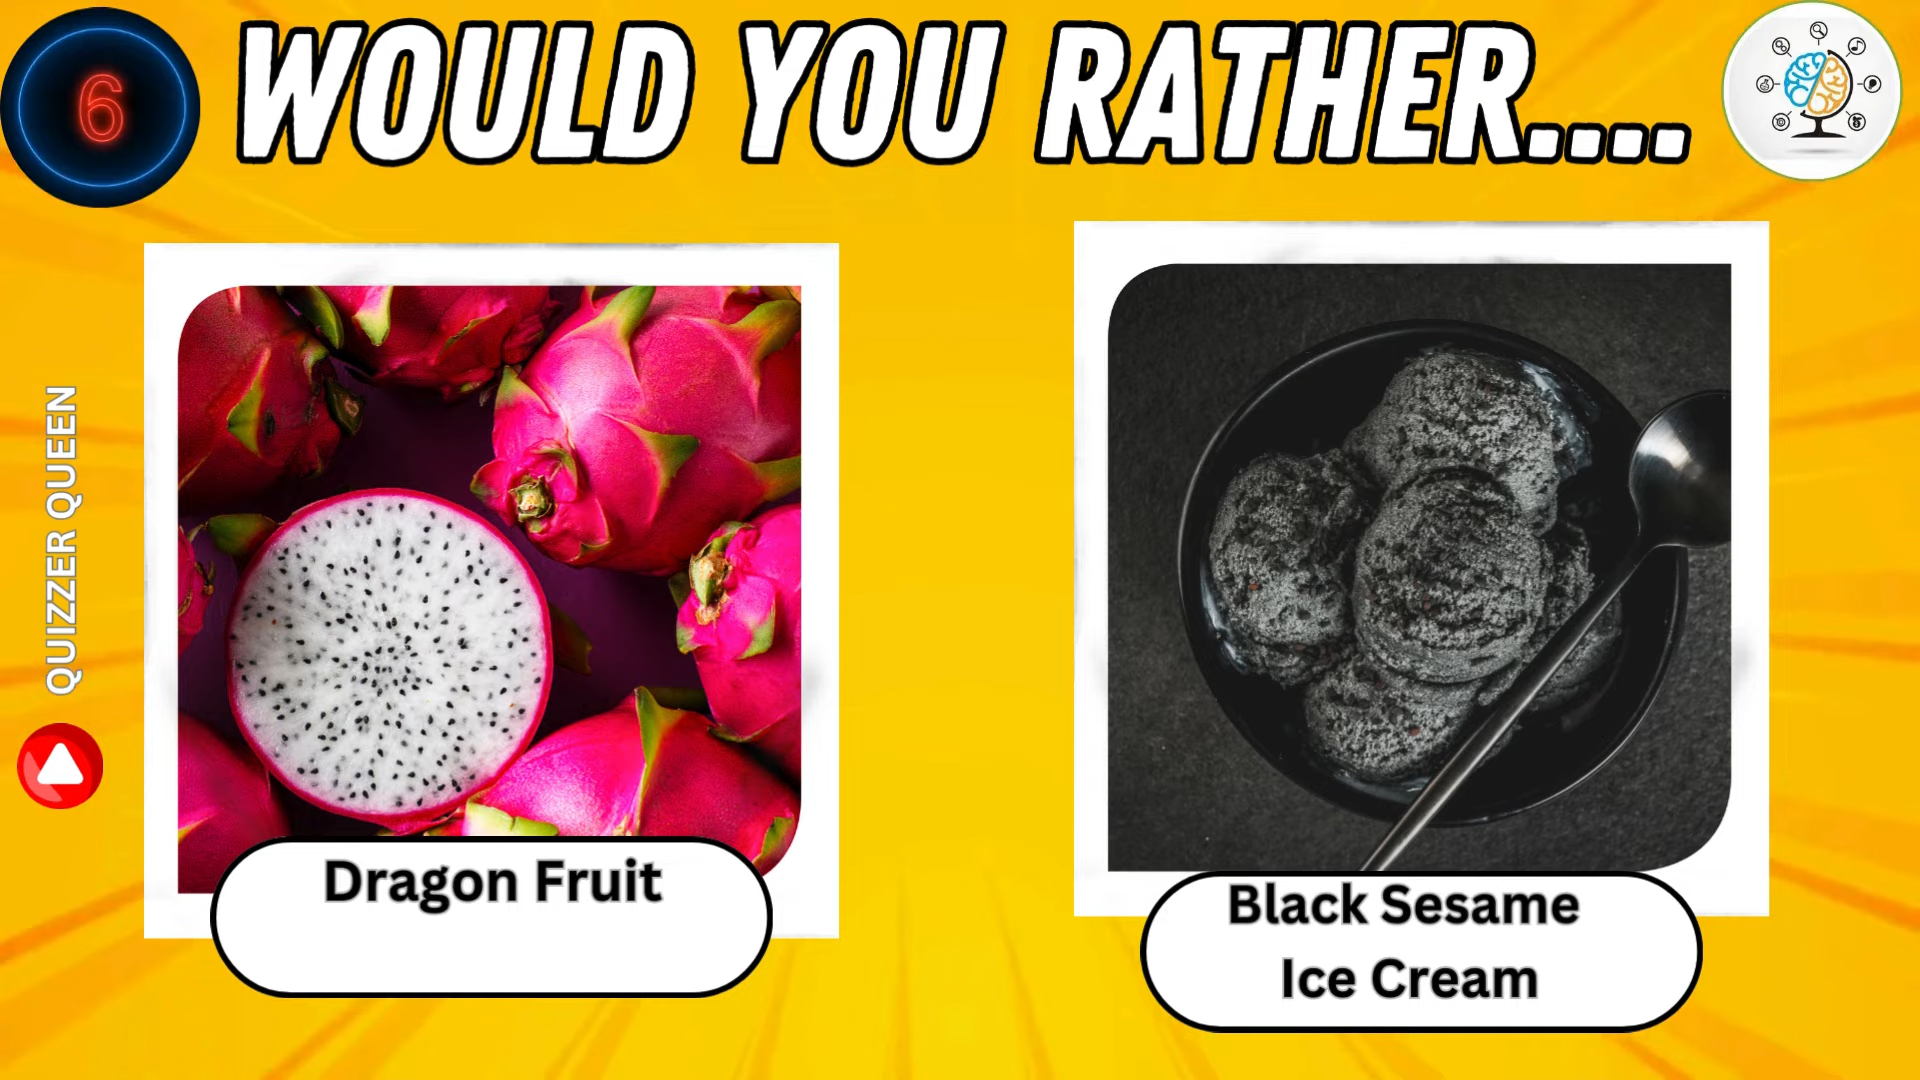 6
WOULD YOU RATHER....
QUIZZER QUEEN
Dragon Fruit
Black Sesame
Ice Cream